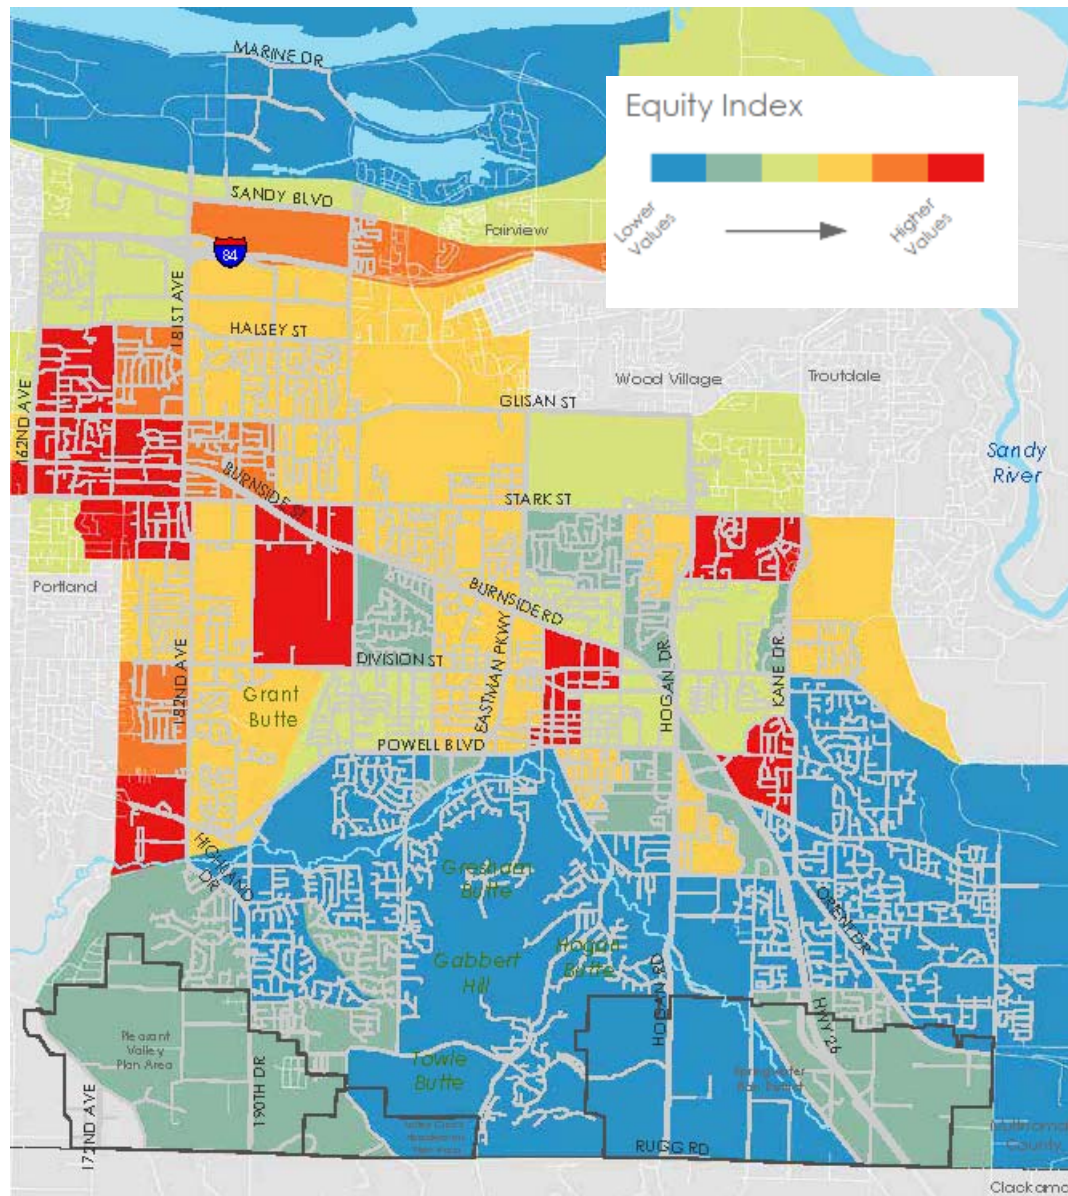 MARINE DR
Equity Index
Lower
Values
Higher
Values
SANDY BLVD
Fairview
84
181ST AVE
HALSEY ST
Wood Village
Troutdale
162ND AVE
GLISAN ST
Sandy
River
BURNSIDE ST
STARK ST
Portland
BURNSIDE RD
182ND AVE
DIVISION ST
EASTMAN PKWY
HOGAN DR
KANE DR
Grant
Butte
POWELL BLVD
HIGHLAND
DR
Gresham
Butte
ORIENT DR
Hogan
Butte
Gabbert
Hill
HOGAN RD
HWY 26
Pleasant
Valley
Plan Area
Towle
Butte
190TH DR
172ND AVE
RUGG RD
County
Clackama